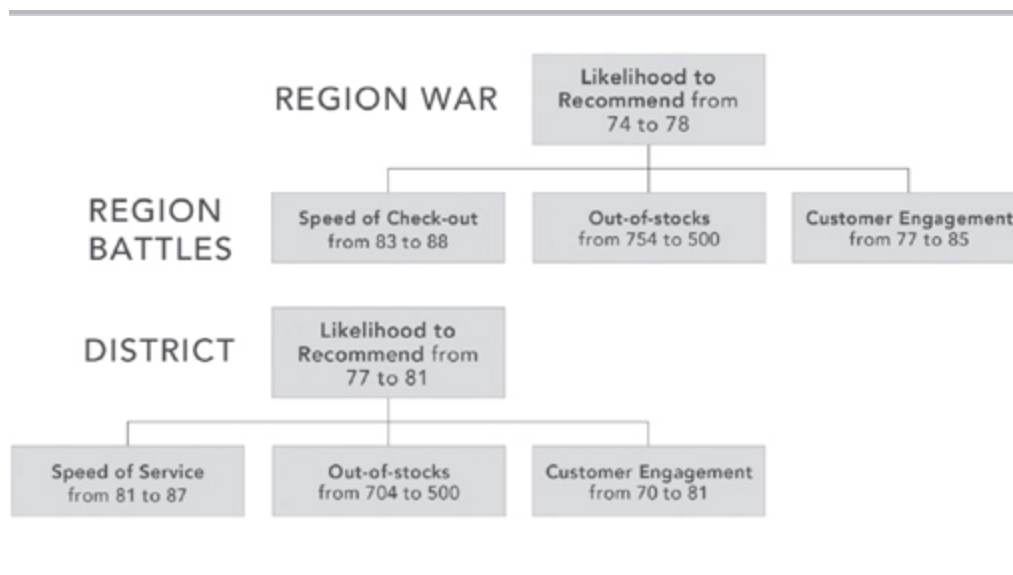 REGION WAR
Likelihood to
Recommend from
74 to 78
REGION
BATTLES
Speed of Check-out
from 83 to 88
Out-of-stocks
from 754 to 500
Customer Engagement
from 77 to 85
DISTRICT
Likelihood to
Recommend from
77 to 81
Speed of Service
from 81 to 87
Out-of-stocks
from 704 to 500
Customer Engagement
from 70 to 81